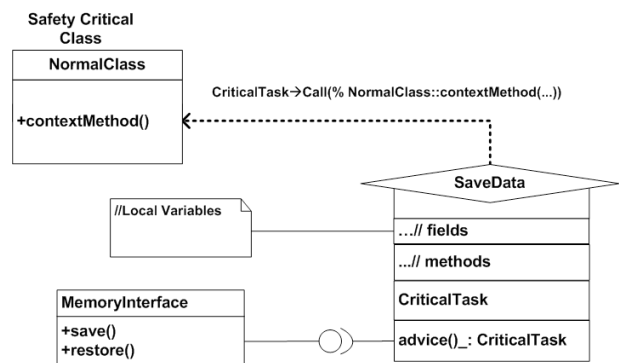 Safety Critical
Class
NormalClass
+contextMethod()
CriticalTask→Call(% NormalClass::contextMethod(...))
SaveData
//Local Variables
...// fields
...// methods
CriticalTask
advice()_: CriticalTask
MemoryInterface
+save()
+restore()